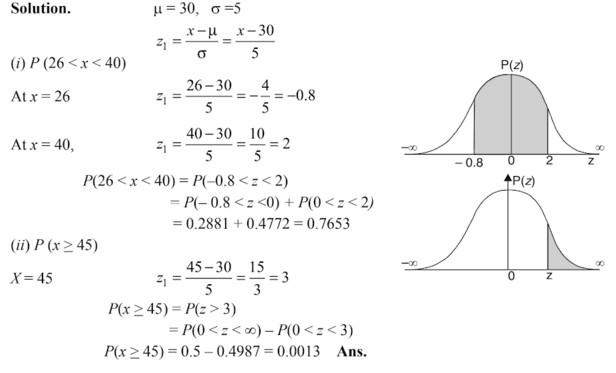 Solution. μ = 30, σ =5
z₁ = (x−μ)/σ = (x−30)/5
(i) P (26 < x < 40)
At x = 26 z₁ = (26−30)/5 = −4/5 = −0.8
At x = 40, z₁ = (40−30)/5 = 10/5 = 2
P(26 < x < 40) = P(–0.8 < z < 2)
= P(– 0.8 < z <0) + P(0 < z < 2)
= 0.2881 + 0.4772 = 0.7653
(ii) P (x ≥ 45)
X = 45 z₁ = (45−30)/5 = 15/3 = 3
P(x ≥ 45) = P(z > 3)
= P(0 < z < ∞) – P(0 < z < 3)
P(x ≥ 45) = 0.5 – 0.4987 = 0.0013 Ans.
P(z)
–∞ ∞
– 0.8 0 2 z
P(z)
–∞ ∞
0 z